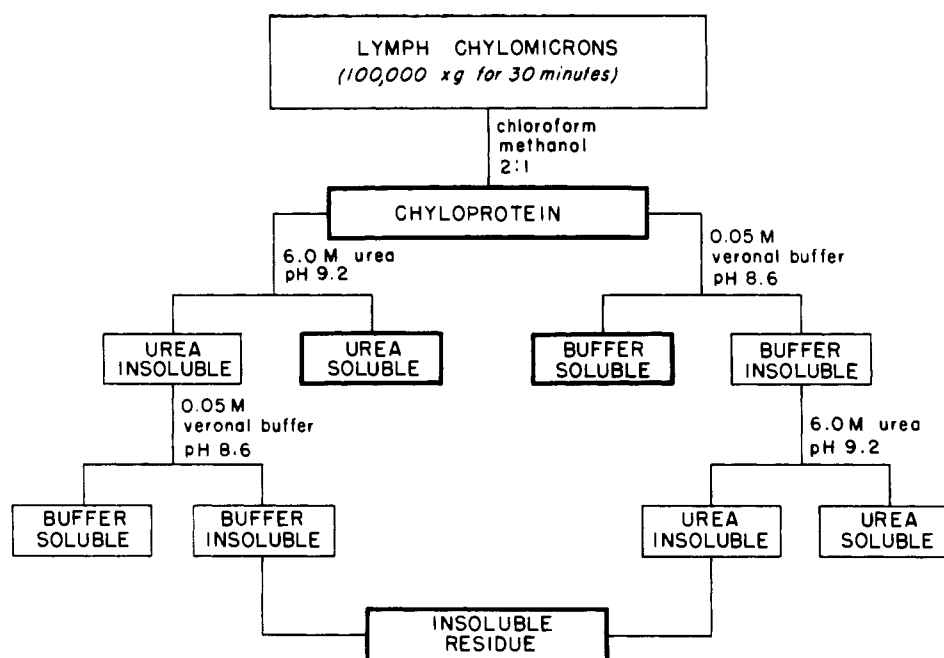 LYMPH CHYLOMICRONS
(100,000 xg for 30 minutes)
chloroform
methanol
2:1
CHYLOPROTEIN
6.0 M urea
pH 9.2
0.05 M
veronal buffer
pH 8.6
UREA
INSOLUBLE
UREA
SOLUBLE
BUFFER
SOLUBLE
BUFFER
INSOLUBLE
0.05 M
veronal buffer
pH 8.6
6.0 M urea
pH 9.2
BUFFER
SOLUBLE
BUFFER
INSOLUBLE
UREA
INSOLUBLE
UREA
SOLUBLE
INSOLUBLE
RESIDUE